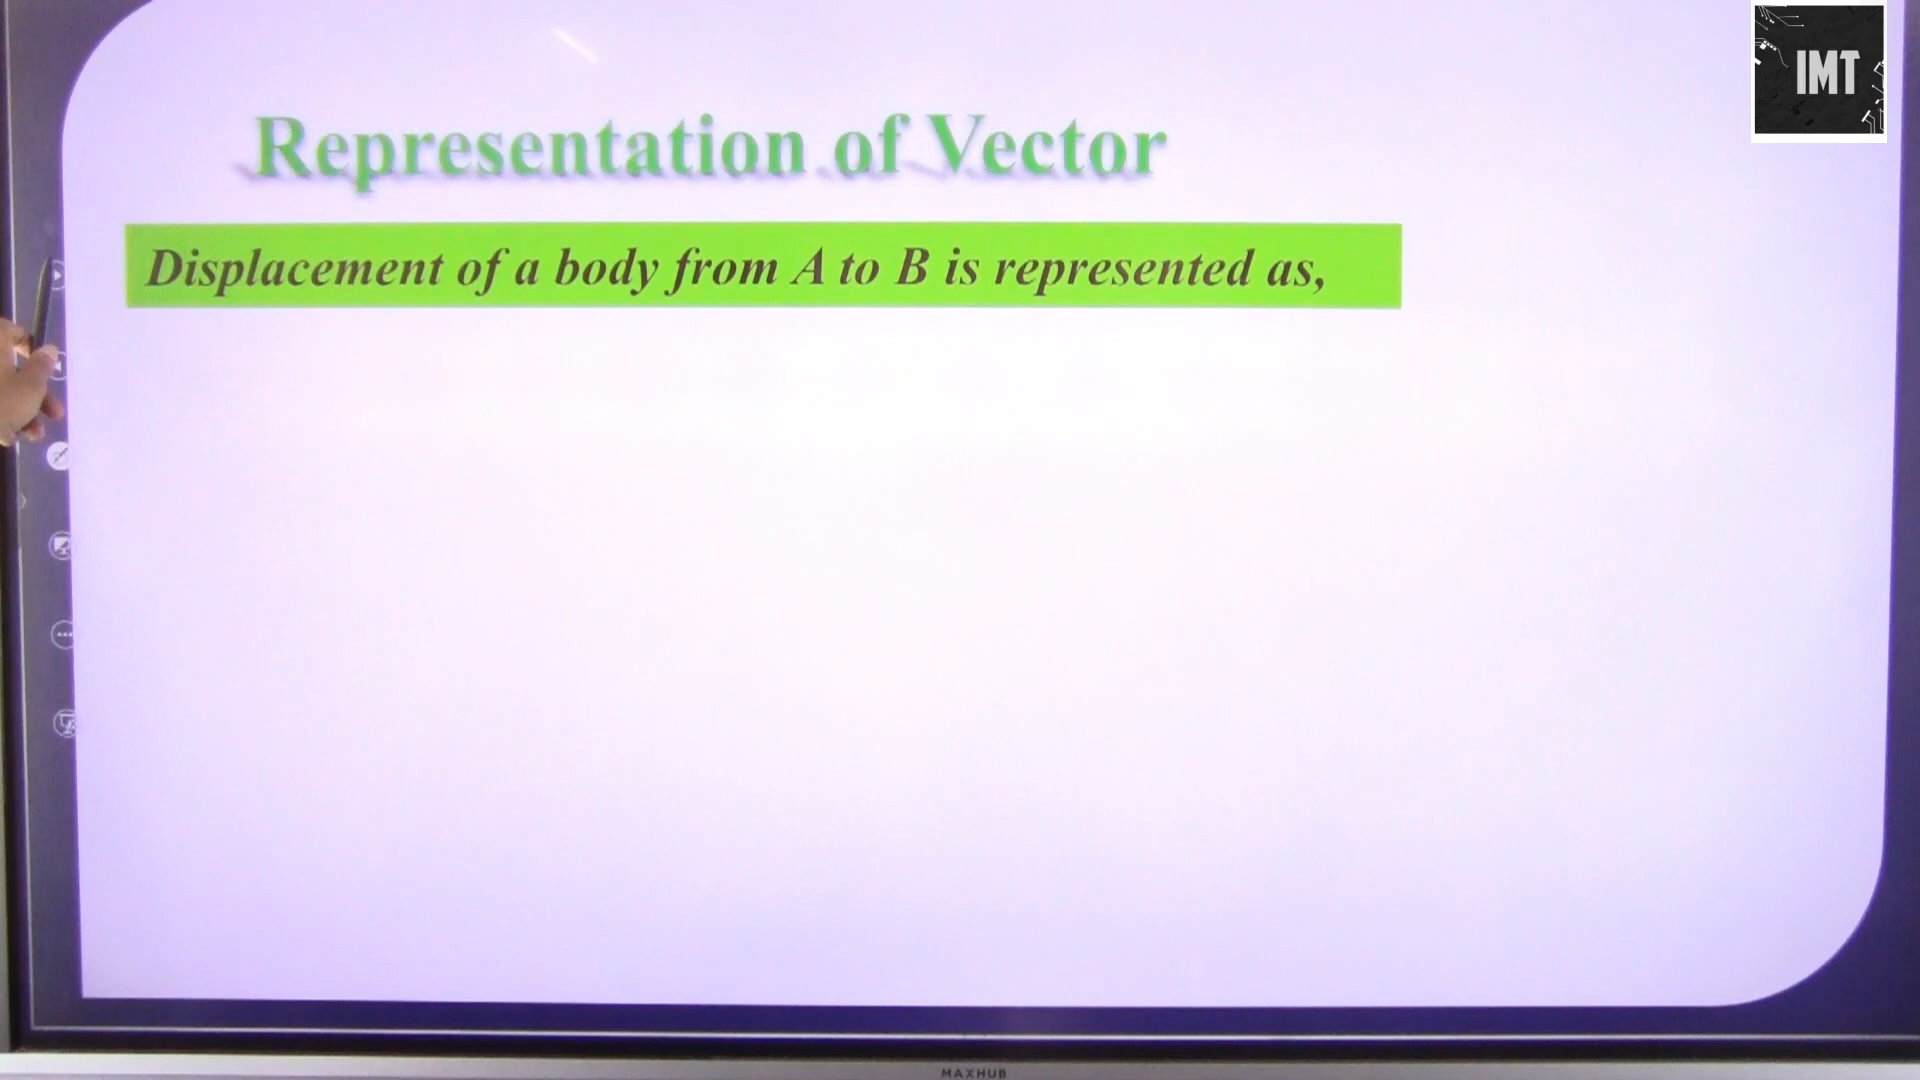 IMT
Representation of Vector
Displacement of a body from A to B is represented as,
MAXHUB